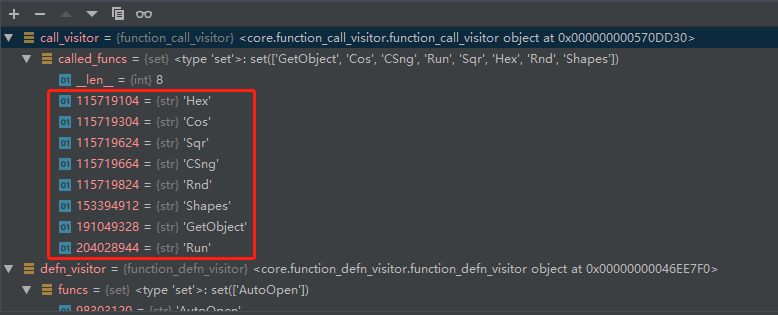 call_visitor = {function_call_visitor} <core.function_call_visitor.function_call_visitor object at 0x000000000570DD30>
called_funcs = {set} <type 'set'>: set(['GetObject', 'Cos', 'CSng', 'Run', 'Sqr', 'Hex', 'Rnd', 'Shapes'])
01 __len__ = {int} 8
01 115719104 = {str} 'Hex'
01 115719304 = {str} 'Cos'
01 115719624 = {str} 'Sqr'
01 115719664 = {str} 'CSng'
01 115719824 = {str} 'Rnd'
01 153394912 = {str} 'Shapes'
01 191049328 = {str} 'GetObject'
01 204028944 = {str} 'Run'
defn_visitor = {function_defn_visitor} <core.function_defn_visitor.function_defn_visitor object at 0x00000000046EE7F0>
funcs = {set} <type 'set'>: set(['AutoOpen'])
01 98303120 = {str} 'AutoOpen'